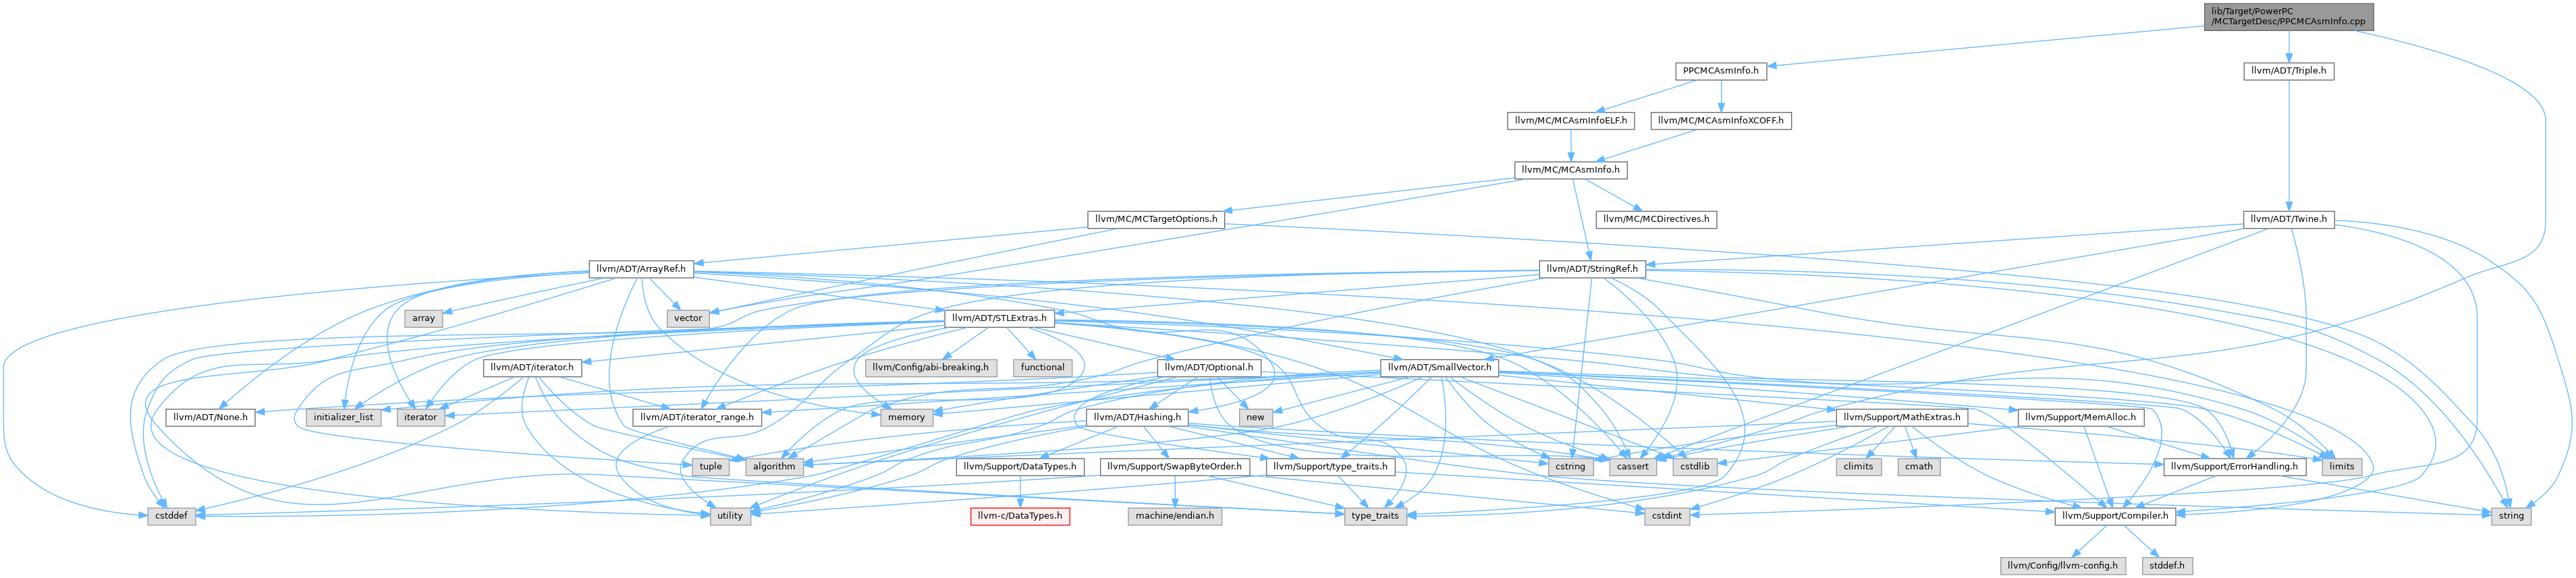 lib/Target/PowerPC
/MCTargetDesc/PPCMCAsmInfo.cpp
PPCMCAsmInfo.h
llvm/ADT/Triple.h
llvm/MC/MCAsmInfoELF.h
llvm/MC/MCAsmInfoXCOFF.h
llvm/MC/MCAsmInfo.h
llvm/MC/MCTargetOptions.h
llvm/MC/MCDirectives.h
llvm/ADT/Twine.h
llvm/ADT/ArrayRef.h
llvm/ADT/StringRef.h
array
vector
llvm/ADT/STLExtras.h
llvm/ADT/iterator.h
llvm/Config/abi-breaking.h
functional
llvm/ADT/Optional.h
llvm/ADT/SmallVector.h
llvm/ADT/None.h
initializer_list
iterator
llvm/ADT/iterator_range.h
memory
llvm/ADT/Hashing.h
new
llvm/Support/MathExtras.h
llvm/Support/MemAlloc.h
tuple
algorithm
llvm/Support/DataTypes.h
llvm/Support/SwapByteOrder.h
llvm/Support/type_traits.h
cstring
cassert
cstdlib
climits
cmath
llvm/Support/ErrorHandling.h
limits
cstddef
utility
llvm-c/DataTypes.h
machine/endian.h
type_traits
cstdint
llvm/Support/Compiler.h
string
llvm/Config/llvm-config.h
stddef.h